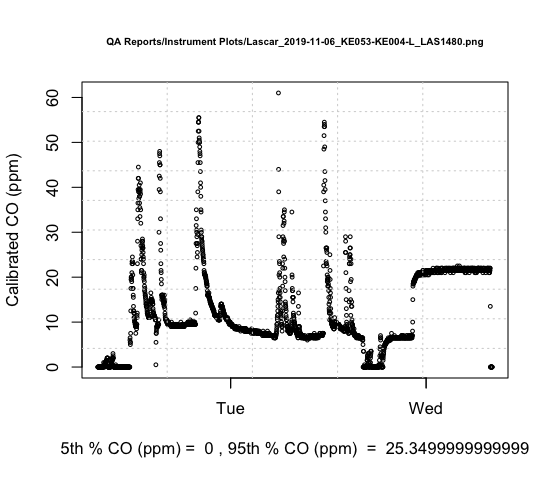 QA Reports/Instrument Plots/Lascar_2019-11-06_KE053-KE004-L_LAS1480.png
60
50
40
30
20
10
0
Calibrated CO (ppm)
Tue Wed
5th % CO (ppm) = 0 , 95th % CO (ppm) = 25.3499999999999